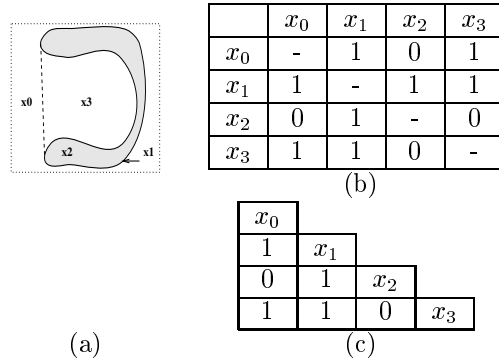 x0
x3
x2
x1
(a)
x0 x1 x2 x3
x0 - 1 0 1
x1 1 - 1 1
x2 0 1 - 0
x3 1 1 0 -
(b)
x0
1 x1
0 1 x2
1 1 0 x3
(c)